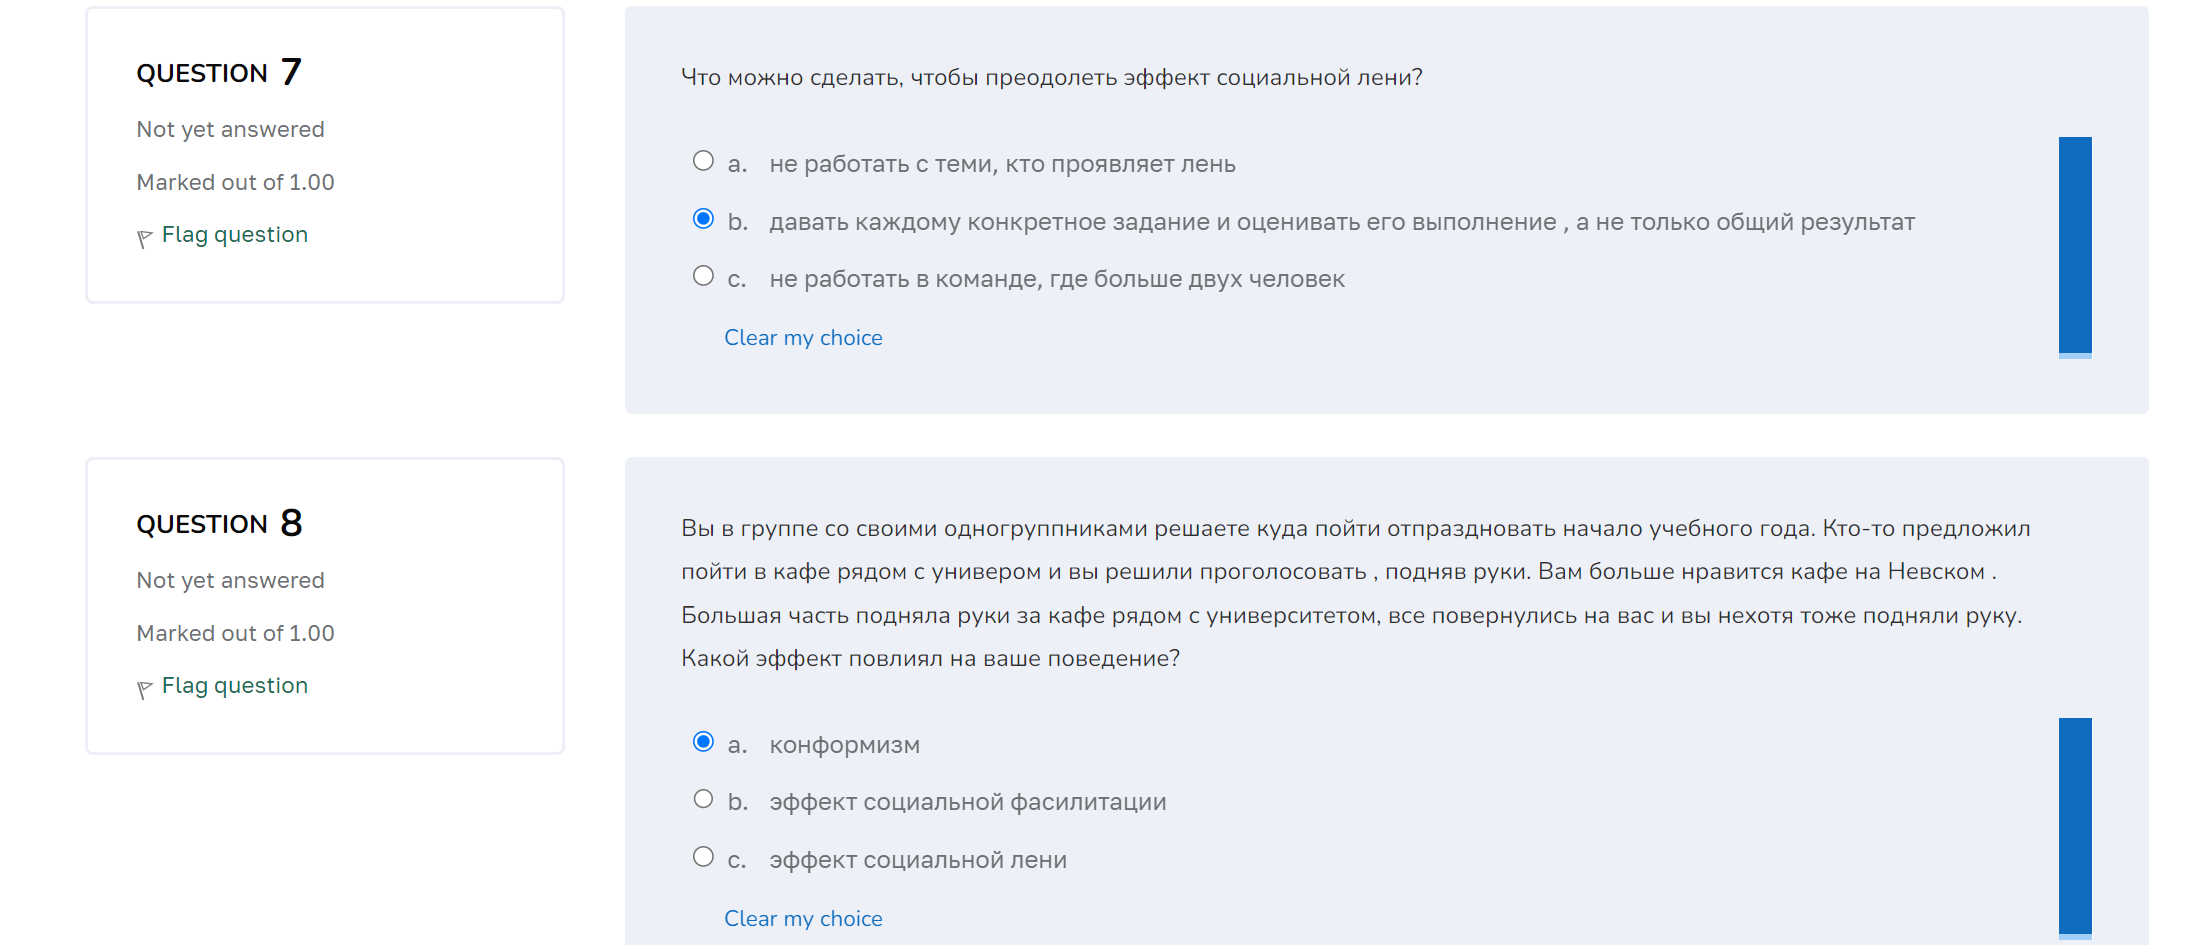 QUESTION 7
Not yet answered
Marked out of 1.00
Flag question
Что можно сделать, чтобы преодолеть эффект социальной лени?
a. не работать с теми, кто проявляет лень
b. давать каждому конкретное задание и оценивать его выполнение , а не только общий результат
c. не работать в команде, где больше двух человек
Clear my choice
QUESTION 8
Not yet answered
Marked out of 1.00
Flag question
Вы в группе со своими одногруппниками решаете куда пойти отпраздновать начало учебного года. Кто-то предложил
пойти в кафе рядом с универом и вы решили проголосовать , подняв руки. Вам больше нравится кафе на Невском .
Большая часть подняла руки за кафе рядом с университетом, все повернулись на вас и вы нехотя тоже подняли руку.
Какой эффект повлиял на ваше поведение?
a. конформизм
b. эффект социальной фасилитации
c. эффект социальной лени
Clear my choice